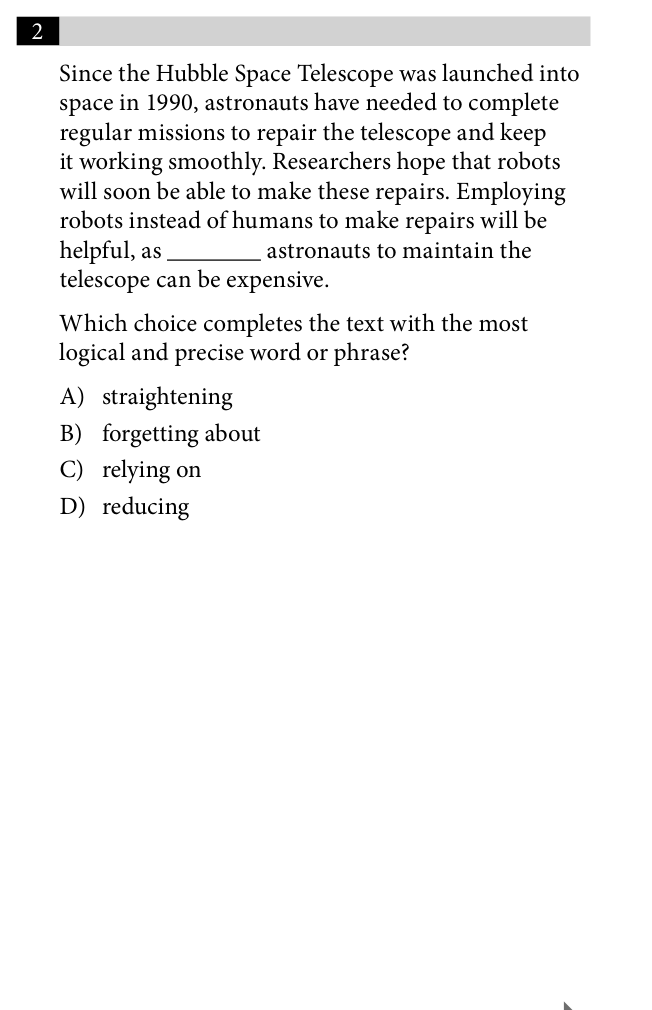 2
Since the Hubble Space Telescope was launched into
space in 1990, astronauts have needed to complete
regular missions to repair the telescope and keep
it working smoothly. Researchers hope that robots
will soon be able to make these repairs. Employing
robots instead of humans to make repairs will be
helpful, as ________ astronauts to maintain the
telescope can be expensive.
Which choice completes the text with the most
logical and precise word or phrase?
A) straightening
B) forgetting about
C) relying on
D) reducing